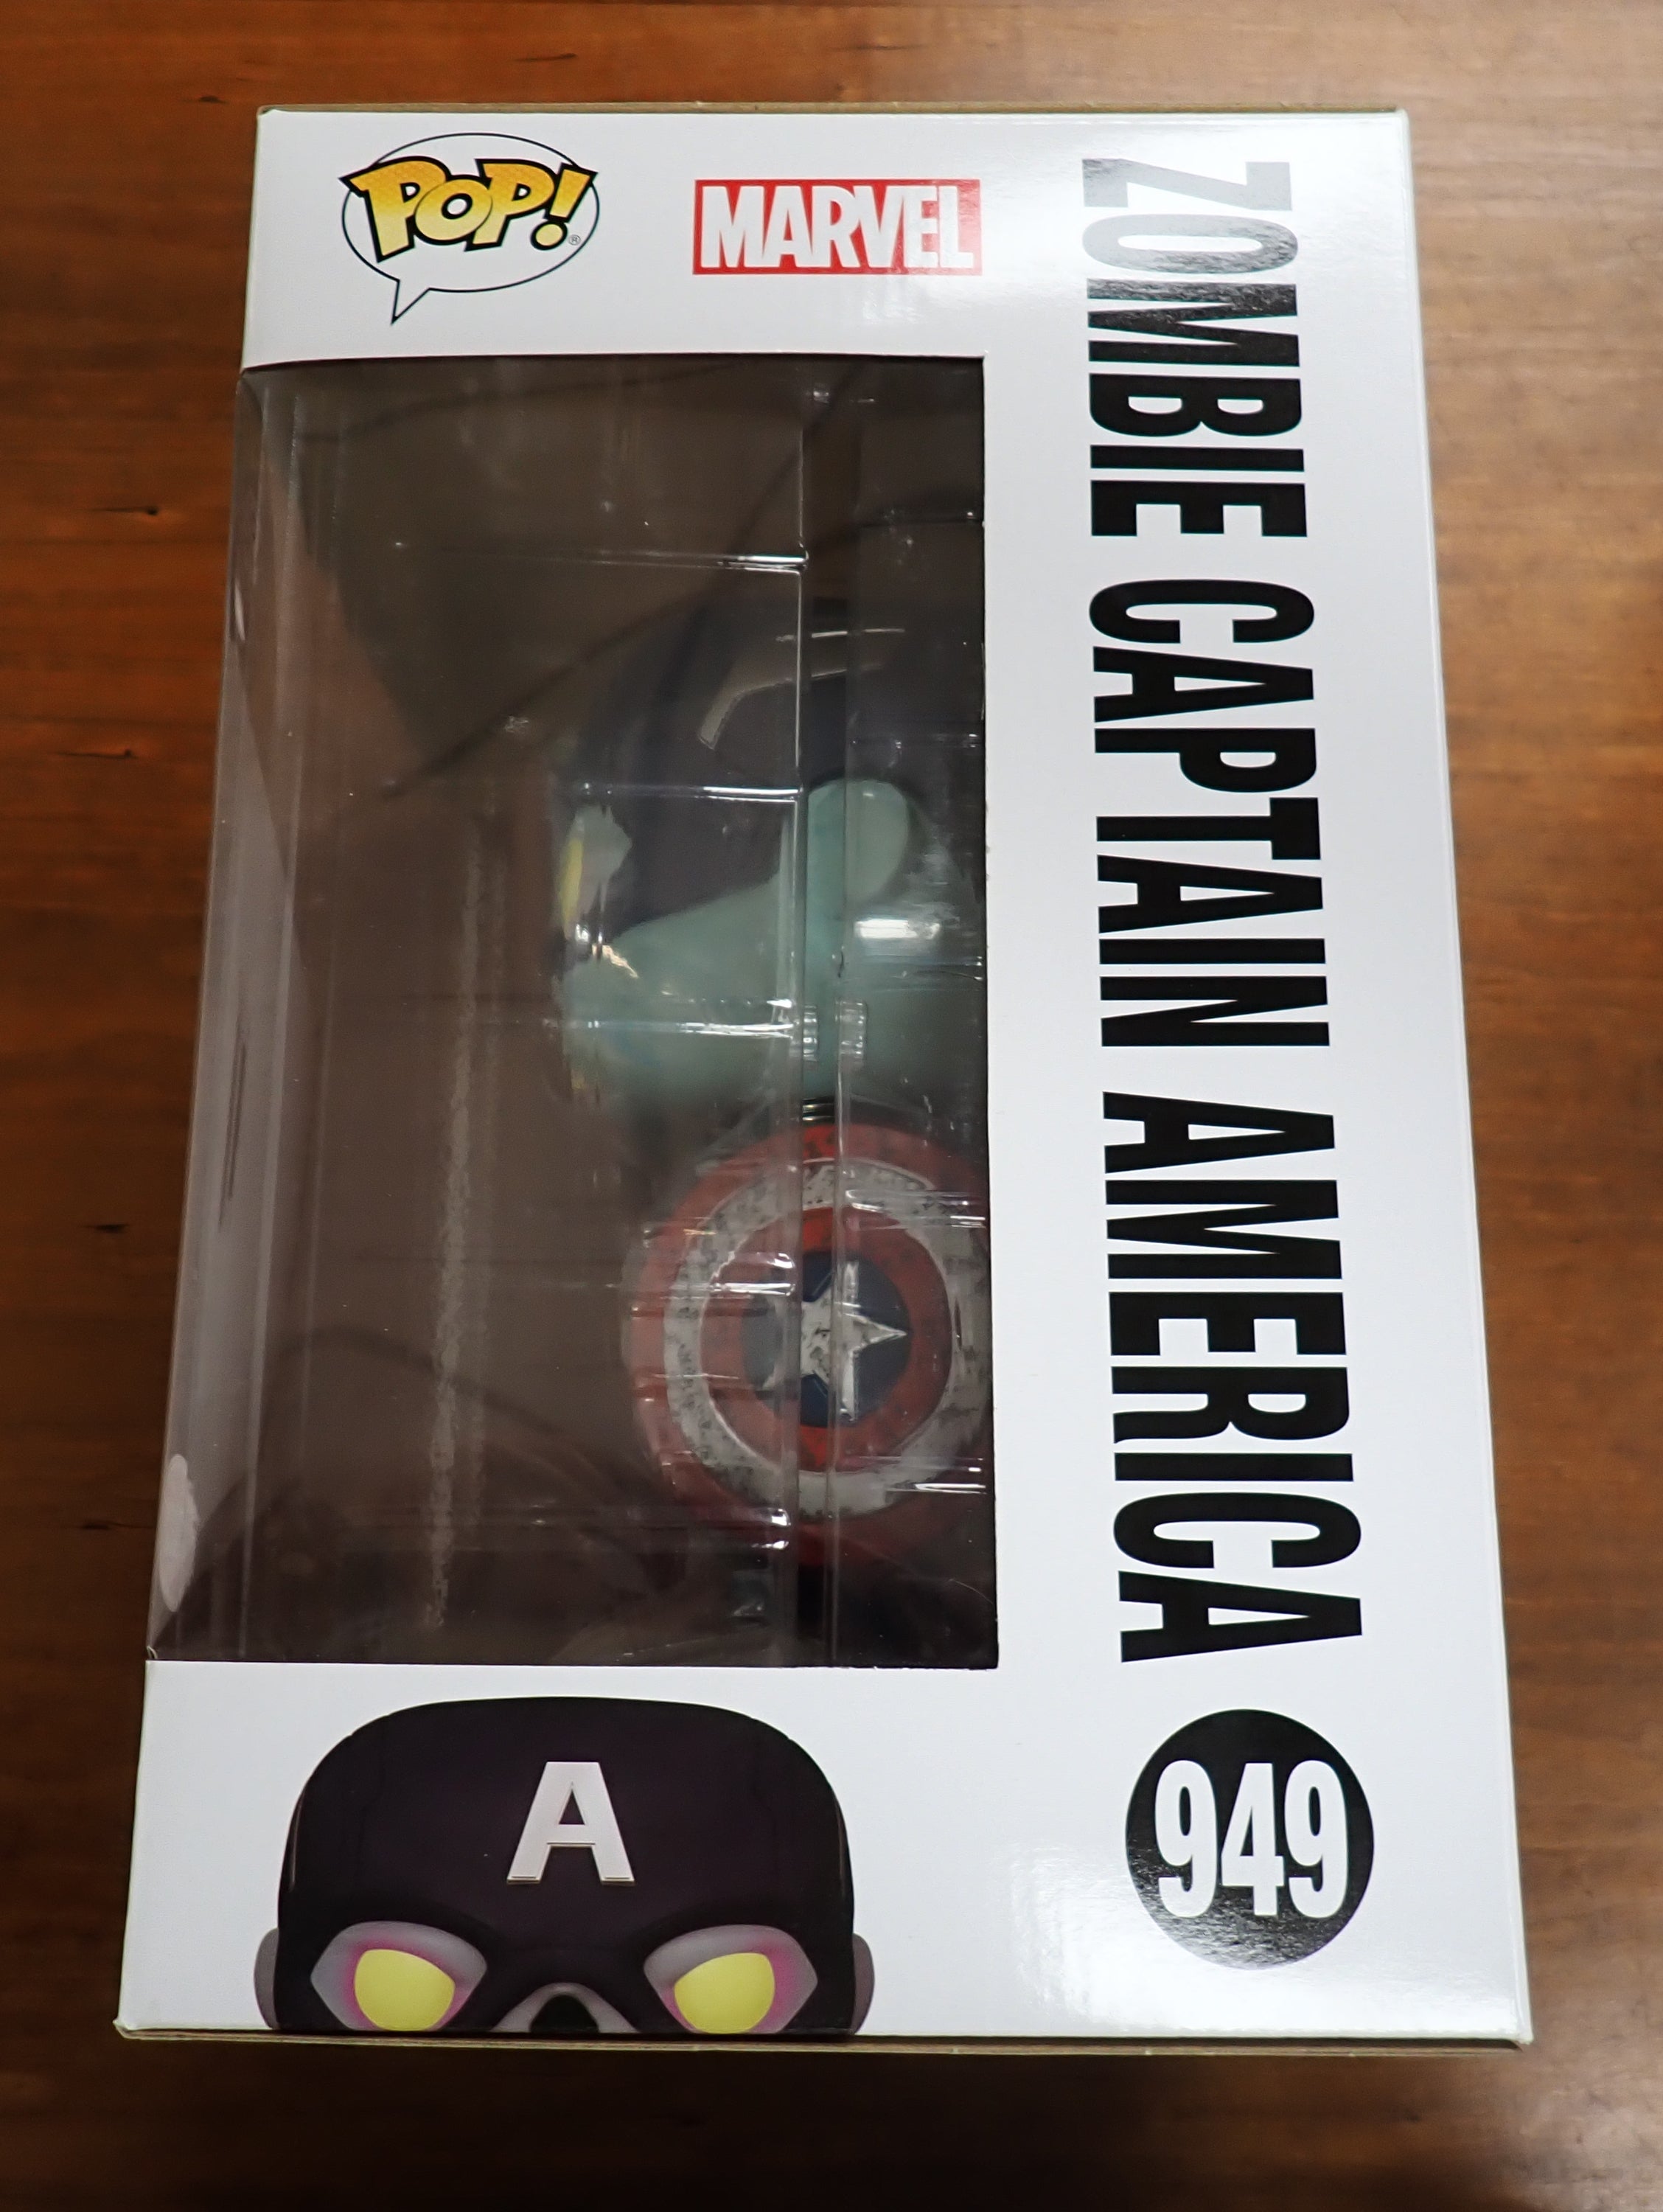 POP!®
MARVEL
ZOMBIE CAPTAIN AMERICA
A
949